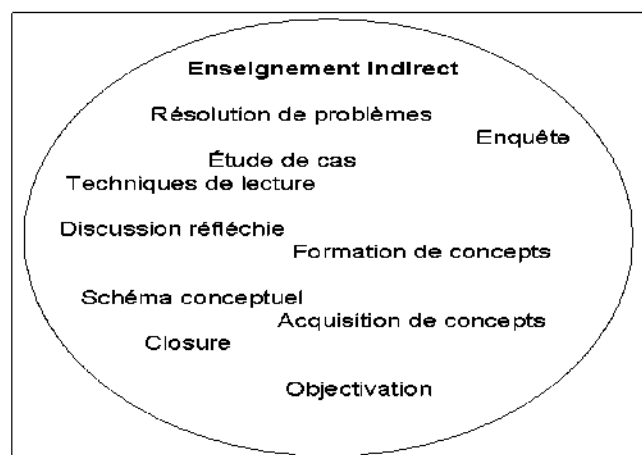 Enseignement indirect
Résolution de problèmes
Enquête
Étude de cas
Techniques de lecture
Discussion réfléchie
Formation de concepts
Schéma conceptuel
Acquisition de concepts
Closure
Objectivation